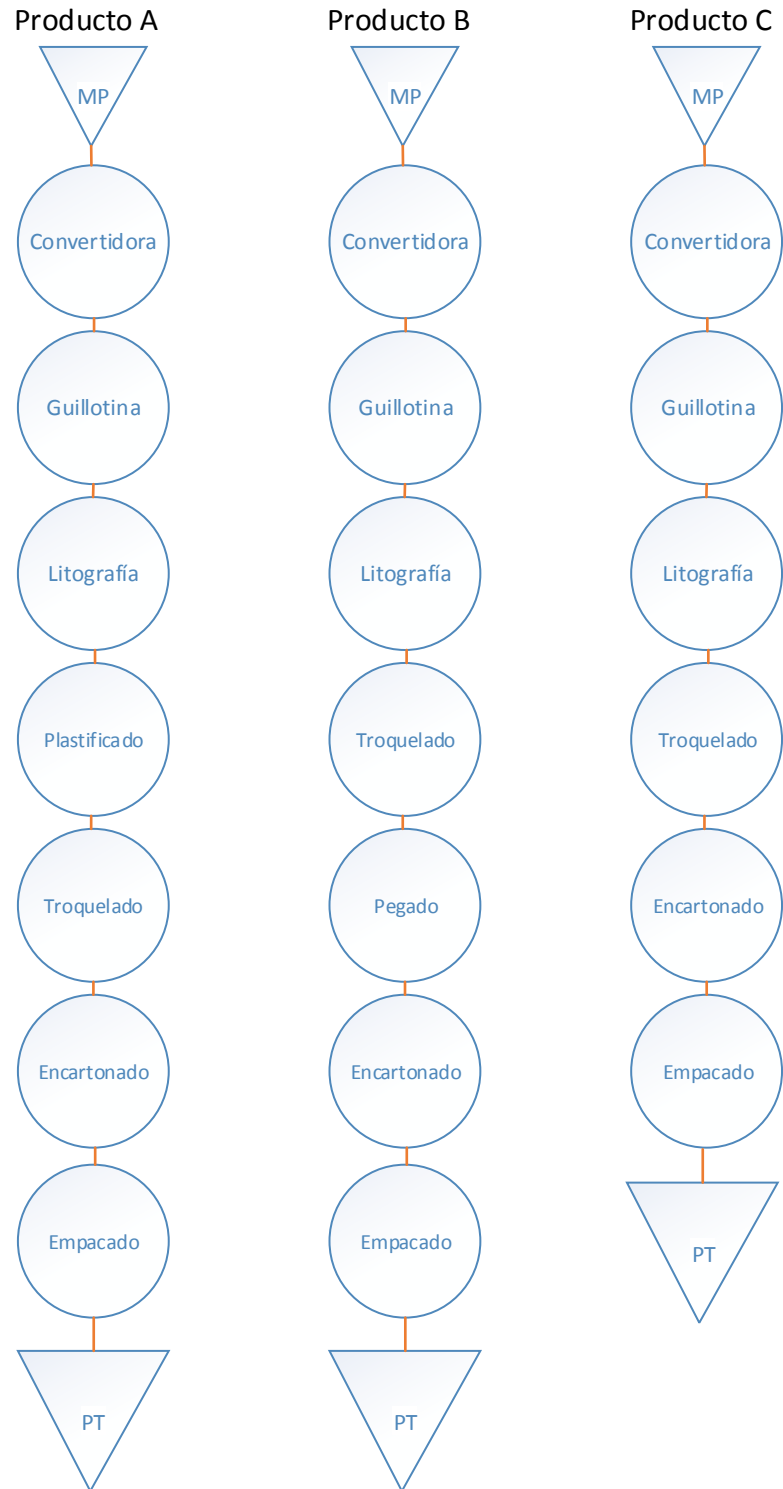 Producto A
MP
Convertidora
Guillotina
Litografía
Plastificado
Troquelado
Encartonado
Empacado
PT
Producto B
MP
Convertidora
Guillotina
Litografía
Troquelado
Pegado
Encartonado
Empacado
PT
Producto C
MP
Convertidora
Guillotina
Litografía
Troquelado
Encartonado
Empacado
PT